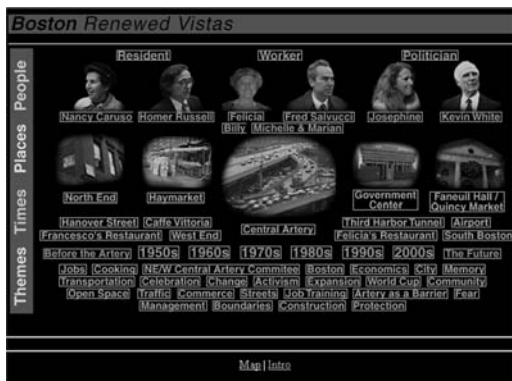 Boston Renewed Vistas
People
Resident Worker Politician
Nancy Caruso Homer Russell Felicia Fred Salvucci Josephine Kevin White
Billy Michelle & Marian
Places
North End Haymarket Central Artery Government Center Faneuil Hall / Quincy Market
Hanover Street Caffe Vittoria Third Harbor Tunnel Airport
Francesco's Restaurant West End Felicia's Restaurant South Boston
Times
Before the Artery 1950s 1960s 1970s 1980s 1990s 2000s The Future
Themes
Jobs Cooking NE/W Central Artery Commitee Boston Economics City Memory
Transportation Celebration Change Activism Expansion World Cup Community
Open Space Traffic Commerce Streets Job Training Artery as a Barrier Fear
Management Boundaries Construction Protection
Map | Intro